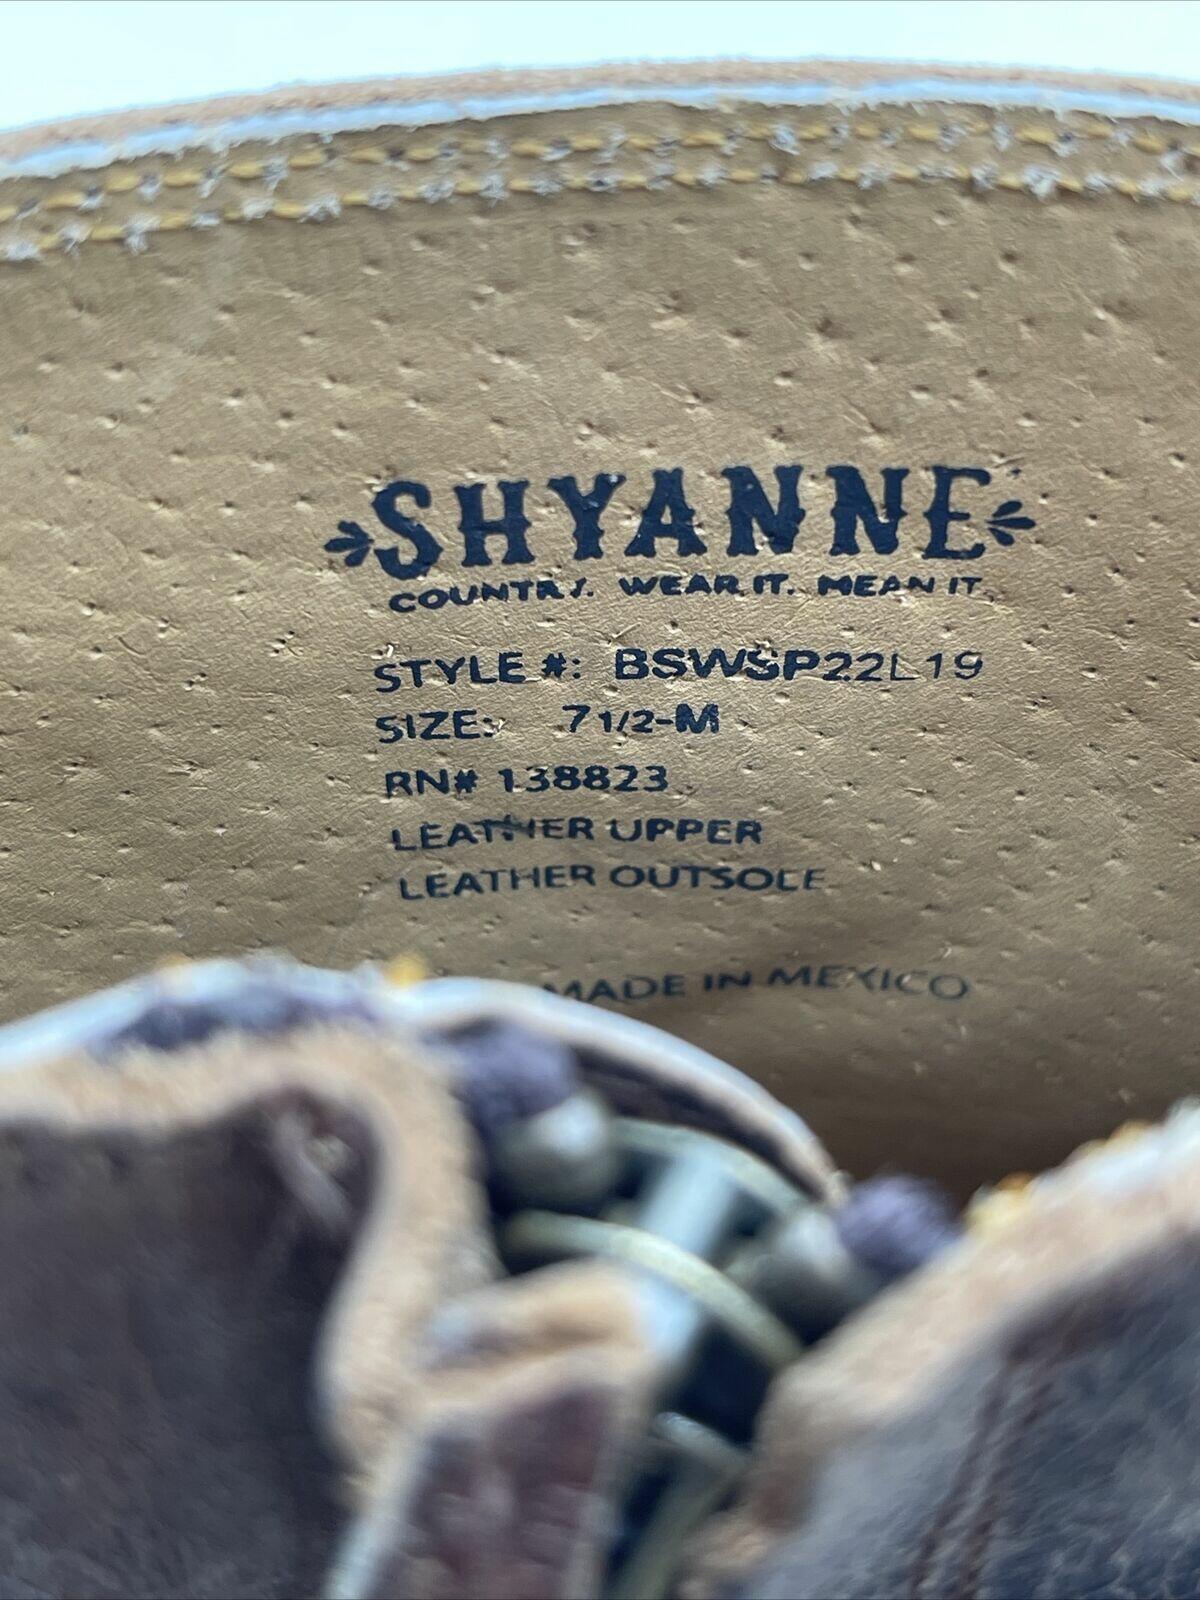 SHYANNE
COUNTRY. WEAR IT. MEAN IT.
STYLE #: BSWSP22L19
SIZE: 7 1/2-M
RN# 138823
LEATHER UPPER
LEATHER OUTSOLE
MADE IN MEXICO